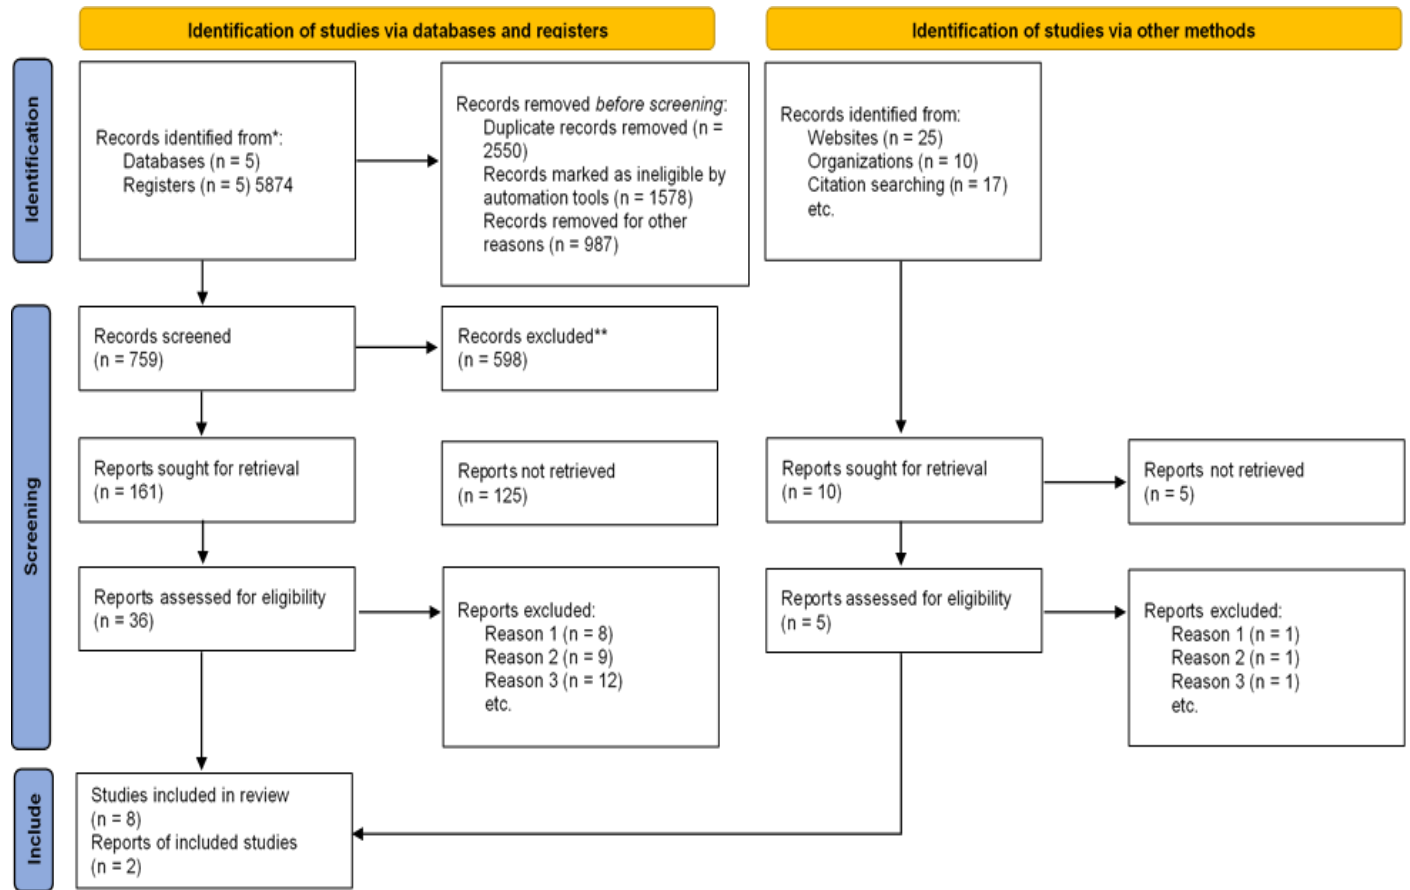 Identification of studies via databases and registers
Identification of studies via other methods
Identification
Records identified from*:
Databases (n = 5)
Registers (n = 5) 5874
Records removed before screening:
Duplicate records removed (n =
2550)
Records marked as ineligible by
automation tools (n = 1578)
Records removed for other
reasons (n = 987)
Records identified from:
Websites (n = 25)
Organizations (n = 10)
Citation searching (n = 17)
etc.
Screening
Records screened
(n = 759)
Records excluded**
(n = 598)
Reports sought for retrieval
(n = 161)
Reports not retrieved
(n = 125)
Reports sought for retrieval
(n = 10)
Reports not retrieved
(n = 5)
Reports assessed for eligibility
(n = 36)
Reports excluded:
Reason 1 (n = 8)
Reason 2 (n = 9)
Reason 3 (n = 12)
etc.
Reports assessed for eligibility
(n = 5)
Reports excluded:
Reason 1 (n = 1)
Reason 2 (n = 1)
Reason 3 (n = 1)
etc.
Include
Studies included in review
(n = 8)
Reports of included studies
(n = 2)